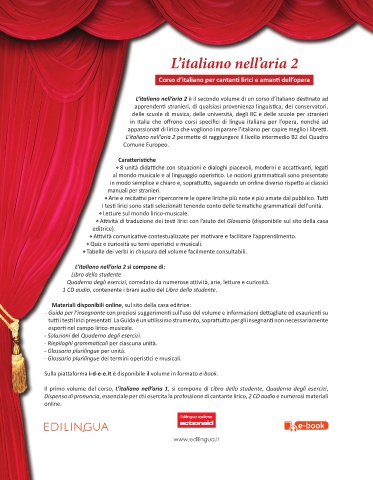 L'italiano nell'aria 2
Corso d'italiano per cantanti lirici e amanti dell'opera
L'italiano nell'aria 2 è il secondo volume di un corso d'italiano destinato ad
apprendenti stranieri, di qualsiasi provenienza linguistica, dei conservatori,
delle scuole di musica, delle università, degli IIC e delle scuole per stranieri
in Italia che offrono corsi specifici di lingua italiana per l'opera, nonché ad
appassionati di lirica che vogliono imparare l'italiano per capire meglio i libretti.
L'italiano nell'aria 2 permette di raggiungere il livello intermedio B2 del Quadro
Comune Europeo.
Caratteristiche
• 8 unità didattiche con situazioni e dialoghi piacevoli, moderni e accattivanti, legati
al mondo musicale e al linguaggio operistico. Le nozioni grammaticali sono presentate
in modo semplice e chiaro e, soprattutto, seguendo un ordine diverso rispetto ai classici
manuali per stranieri.
• Arie e recitativi per ripercorrere le opere liriche più note e più amate dal pubblico. Tutti
i testi lirici sono stati selezionati tenendo conto delle tematiche grammaticali dell'unità.
• Letture sul mondo lirico-musicale.
• Attività di traduzione dei testi lirici con l'aiuto del Glossario (disponibile sul sito della casa
editrice).
• Attività comunicative contestualizzate per motivare e facilitare l'apprendimento.
• Quiz e curiosità su temi operistici e musicali.
• Tabelle dei verbi in chiusura del volume facilmente consultabili.
L'italiano nell'aria 2 si compone di:
Libro dello studente
Quaderno degli esercizi, corredato da numerose attività, arie, letture e curiosità.
1 CD audio, contenente i brani audio del Libro dello studente.
Materiali disponibili online, sul sito della casa editrice:
- Guida per l'insegnante con preziosi suggerimenti sull'uso del volume e informazioni dettagliate ed esaurienti su
tutti i testi lirici presentati. La Guida è un utilissimo strumento, soprattutto per gli insegnanti non necessariamente
esperti nel campo lirico-musicale.
- Soluzioni del Quaderno degli esercizi.
- Riepiloghi grammaticali per ciascuna unità.
- Glossario plurilingue per unità.
- Glossario plurilingue dei termini operistici e musicali.
Sulla piattaforma i-d-e-e.it è disponibile il volume in formato e-book.
Il primo volume del corso, L'italiano nell'aria 1, si compone di Libro dello studente, Quaderno degli esercizi,
Dispensa di pronuncia, essenziale per chi esercita la professione di cantante lirico, 2 CD audio e numerosi materiali
online.
EDILINGUA
Edilingua sostiene
actionaid
e-book
www.edilingua.it